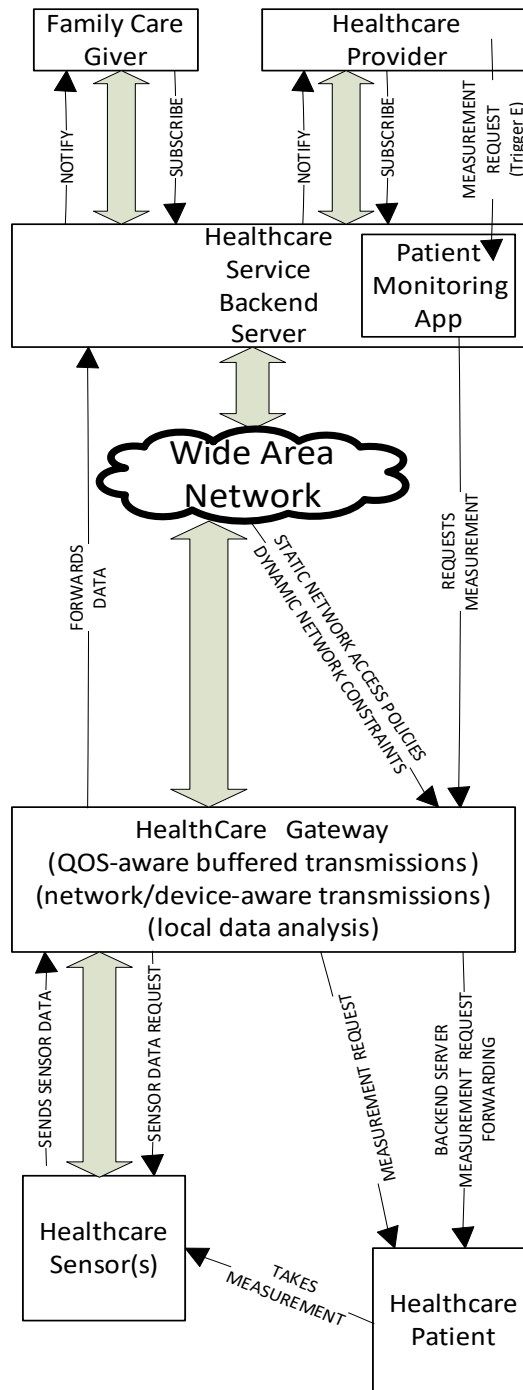 Family Care
Giver
Healthcare
Provider
NOTIFY
SUBSCRIBE
NOTIFY
SUBSCRIBE
MEASUREMENT
REQUEST
(Trigger E)
Healthcare
Service
Backend
Server
Patient
Monitoring
App
Wide Area
Network
FORWARDS
DATA
STATIC NETWORK ACCESS POLICIES
DYNAMIC NETWORK CONSTRAINTS
REQUESTS
MEASUREMENT
HealthCare Gateway
(QOS-aware buffered transmissions)
(network/device-aware transmissions)
(local data analysis)
SENDS SENSOR DATA
SENSOR DATA REQUEST
MEASUREMENT REQUEST
BACKEND SERVER
MEASUREMENT REQUEST
FORWARDING
Healthcare
Sensor(s)
TAKES
MEASUREMENT
Healthcare
Patient